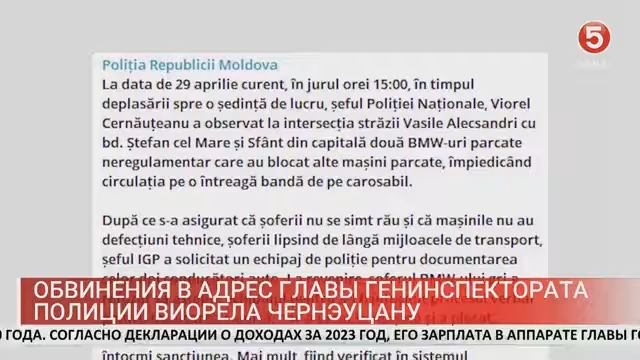 5
Poliția Republicii Moldova
La data de 29 aprilie curent, în jurul orei 15:00, în timpul
deplasării spre o ședință de lucru, șeful Poliției Naționale, Viorel
Cernăuțeanu a observat la intersecția străzii Vasile Alecsandri cu
bd. Ștefan cel Mare și Sfânt din capitală două BMW-uri parcate
neregulamentar care au blocat alte mașini parcate, împiedicând
circulația pe o întreagă bandă de pe carosabil.
După ce s-a asigurat că șoferii nu se simt rău și că mașinile nu au
defecțiuni tehnice, șoferii lipsind de lângă mijloacele de transport,
șeful IGP a solicitat un echipaj de poliție pentru documentarea
ОБВИНЕНИЯ В АДРЕС ГЛАВЫ ГЕНИНСПЕКТОРАТА
ПОЛИЦИИ ВИОРЕЛА ЧЕРНЭУЦАНУ
ГОДА. СОГЛАСНО ДЕКЛАРАЦИИ О ДОХОДАХ ЗА 2023 ГОД, ЕГО ЗАРПЛАТА В АППАРАТЕ ГЛАВЫ
întocmi sancțiunea. Mai mult, fiind verificat în sistemul